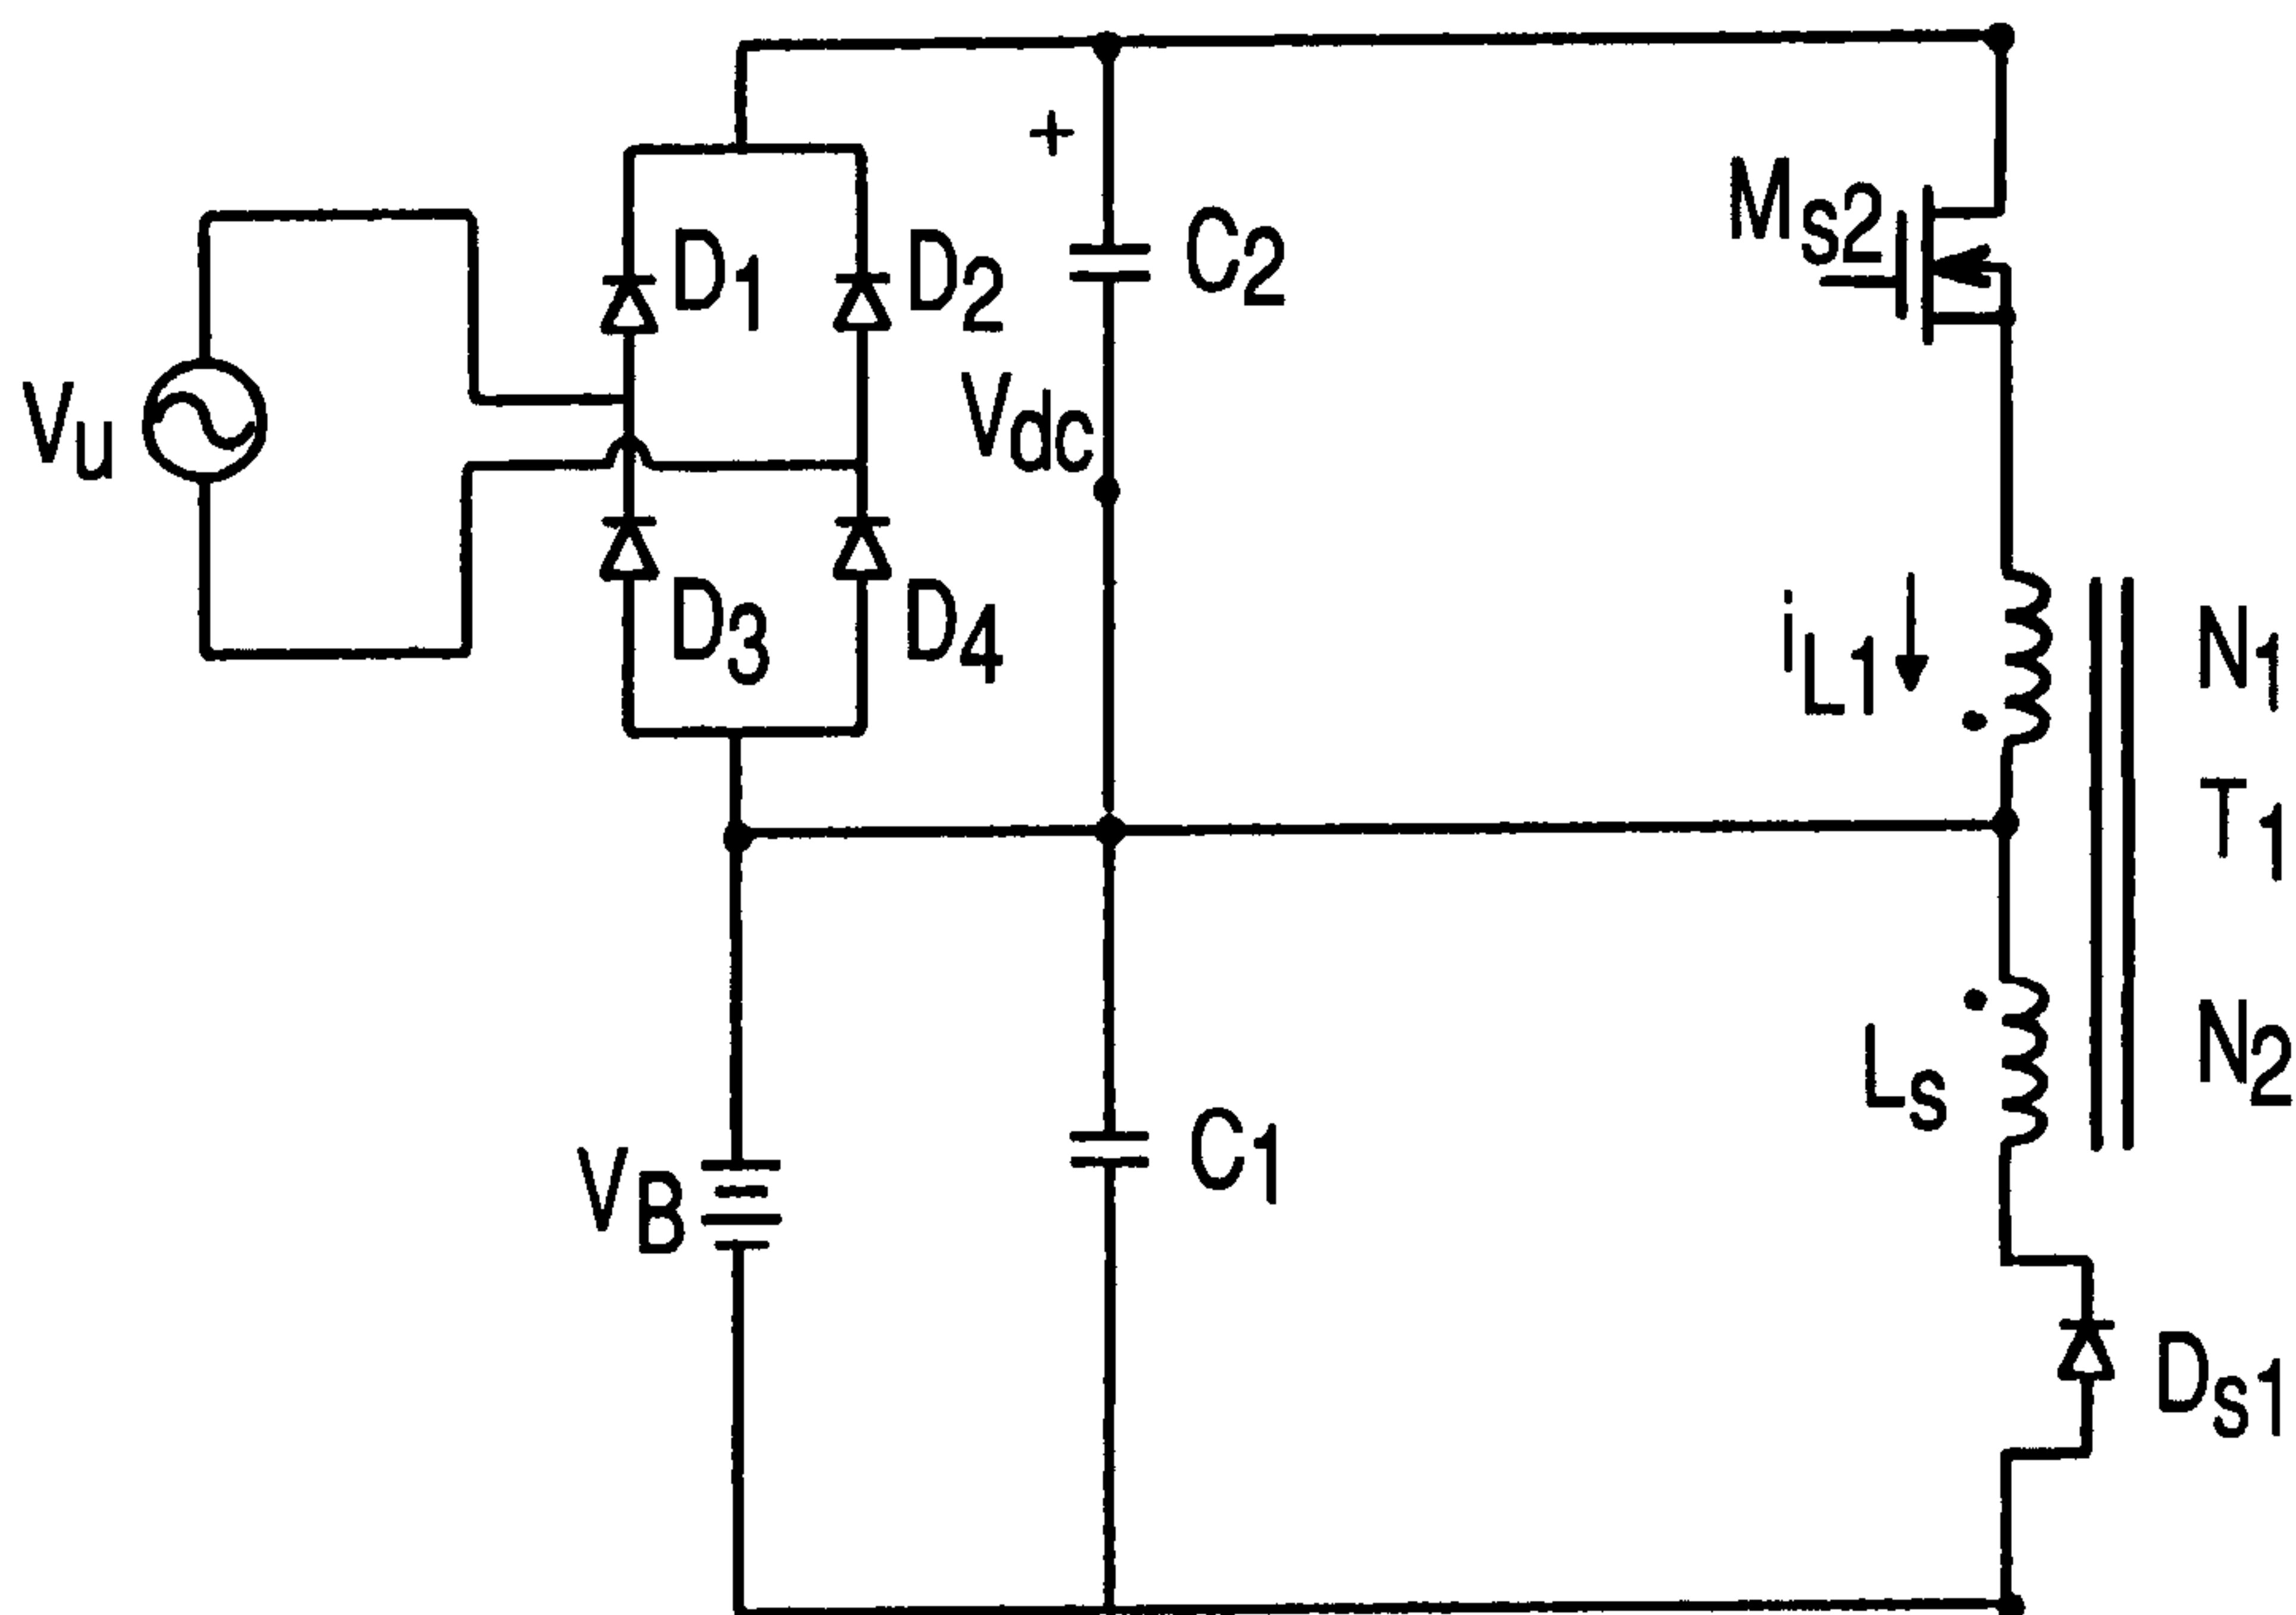 +
Ms2
C2
D1
D2
Vdc
Vu
D3
D4
iL1
N1
T1
Ls
N2
VB
C1
Ds1